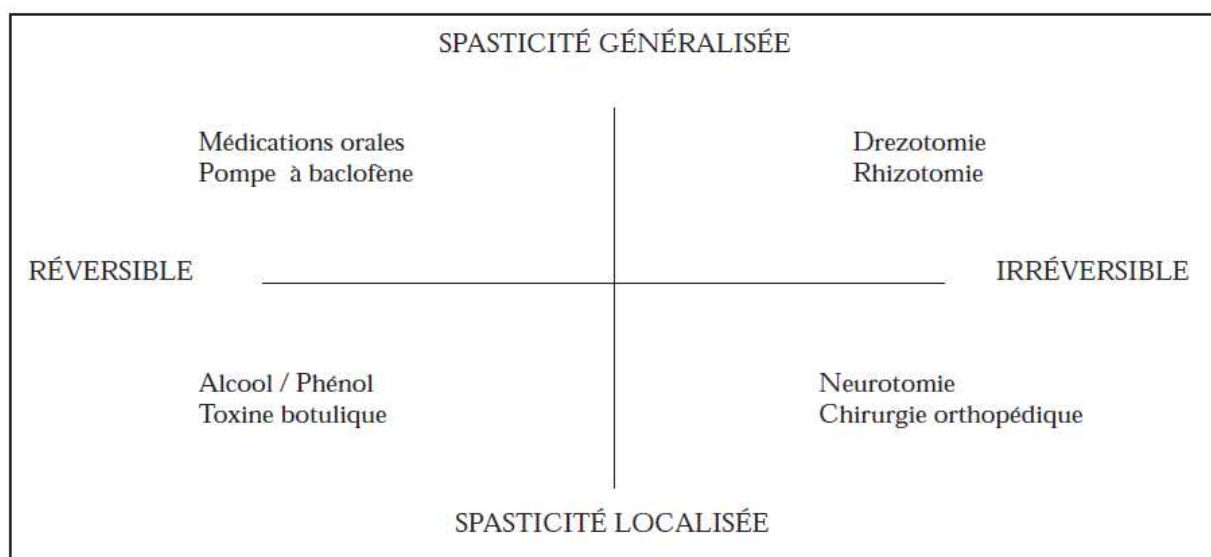 SPASTICITÉ GÉNÉRALISÉE
Médications orales
Pompe à baclofène
Drezotomie
Rhizotomie
RÉVERSIBLE
IRRÉVERSIBLE
Alcool / Phénol
Toxine botulique
Neurotomie
Chirurgie orthopédique
SPASTICITÉ LOCALISÉE